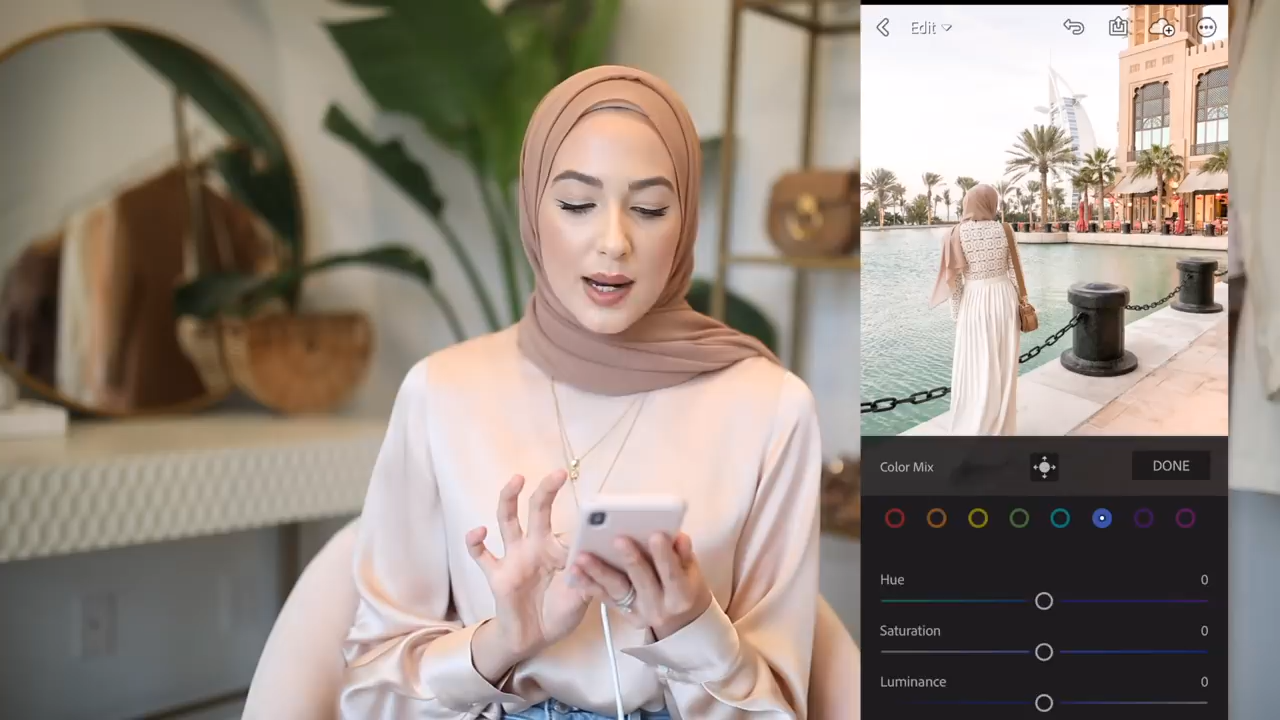 Edit
Color Mix
DONE
Hue 0
Saturation 0
Luminance 0